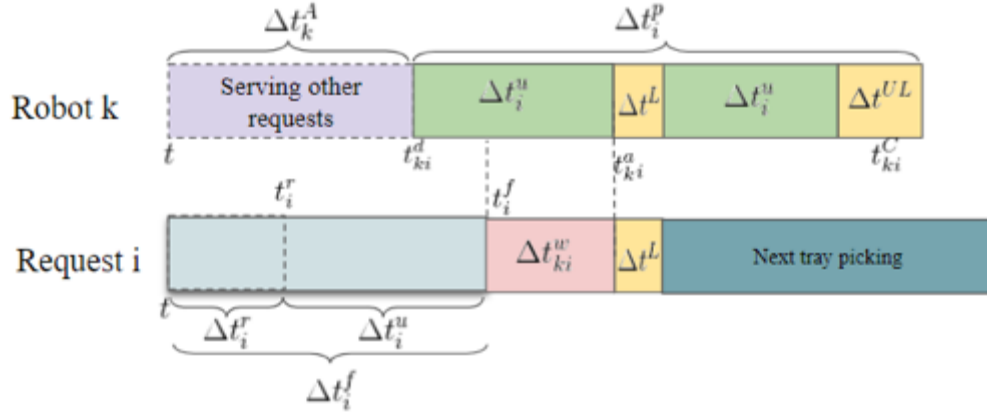 Δt_k^A
Δt_i^p
Robot k
Serving other
requests
Δt_i^u
Δt^L
Δt_i^u
Δt^UL
t
t_ki^d
t_ki^a
t_ki^C
t_i^r
t_i^f
Request i
Δt_ki^w
Δt^L
Next tray picking
t
Δt_i^r
Δt_i^u
Δt_i^f